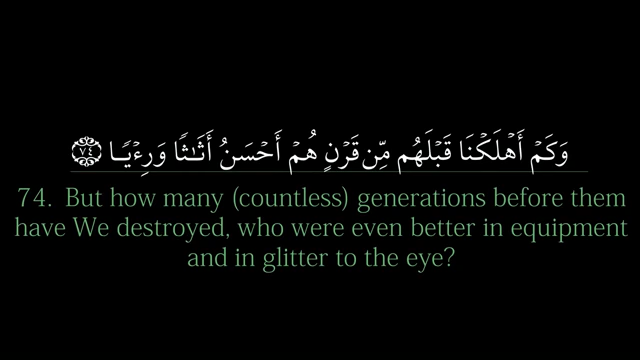 وَكَمۡ أَهۡلَكۡنَا قَبۡلَهُم مِّن قَرۡنٍ هُمۡ أَحۡسَنُ أَثَـٰثٗا وَرِءۡيٗا ٧٤
74. But how many (countless) generations before them
have We destroyed, who were even better in equipment
and in glitter to the eye?